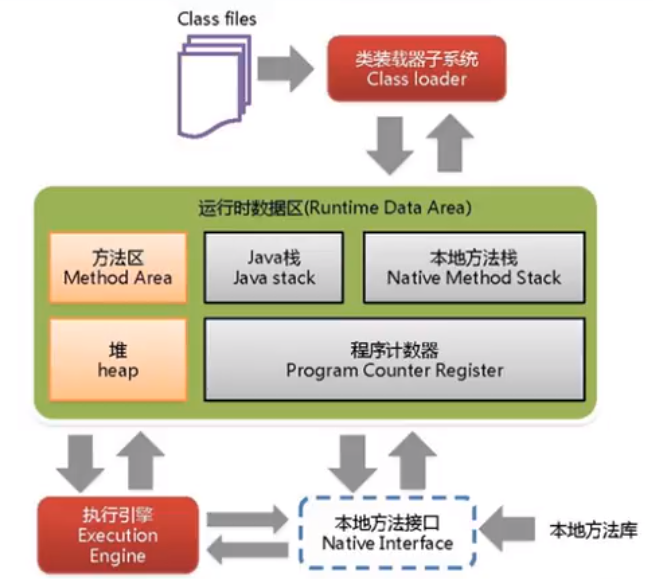 Class files
类装载器子系统
Class loader
运行时数据区(Runtime Data Area)
方法区
Method Area
Java栈
Java stack
本地方法栈
Native Method Stack
堆
heap
程序计数器
Program Counter Register
执行引擎
Execution
Engine
本地方法接口
Native Interface
本地方法库